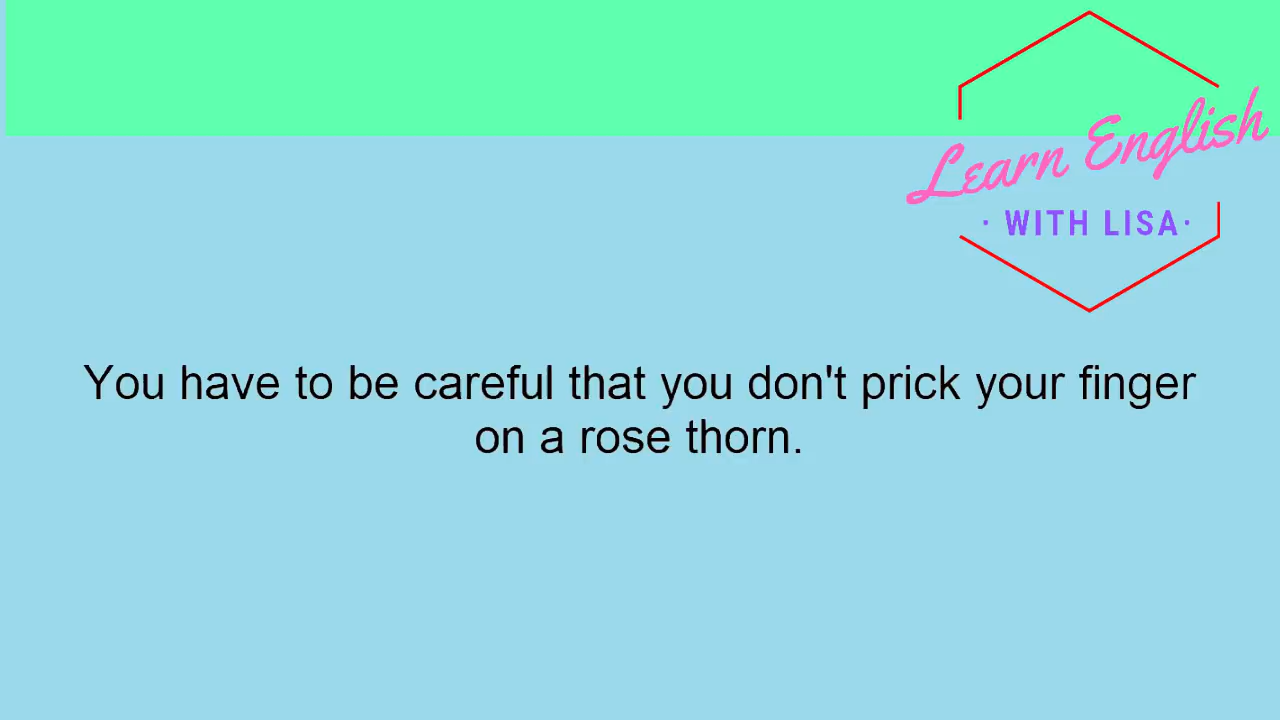 Learn English
· WITH LISA·
You have to be careful that you don't prick your finger
on a rose thorn.